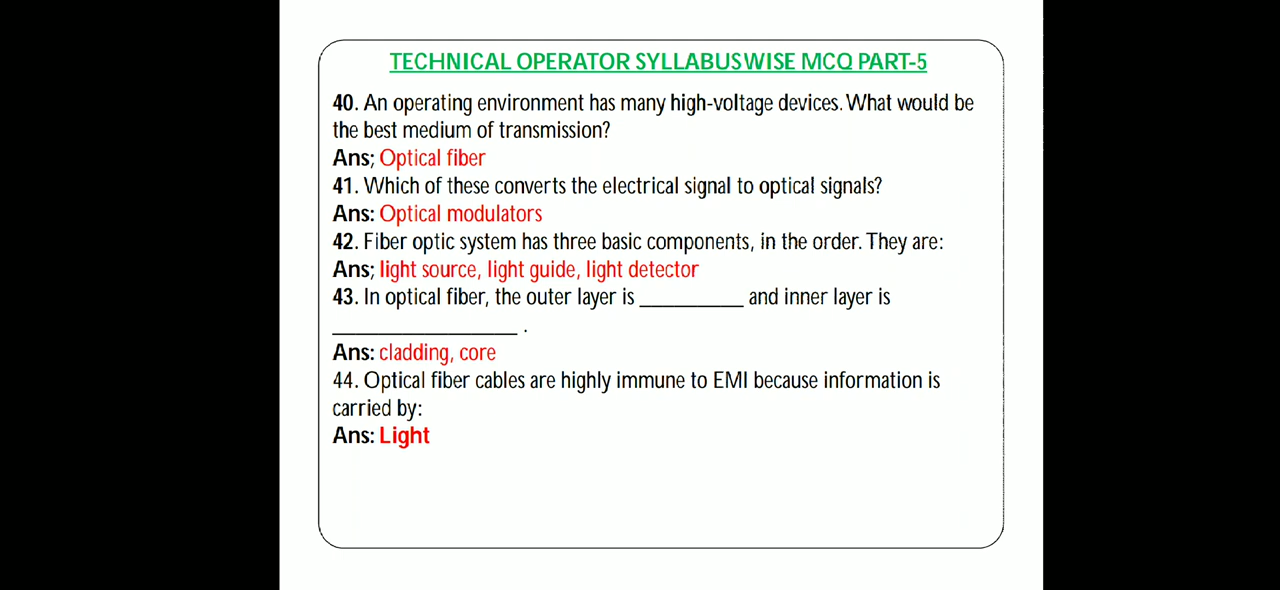 TECHNICAL OPERATOR SYLLABUSWISE MCQ PART-5
40. An operating environment has many high-voltage devices. What would be
the best medium of transmission?
Ans; Optical fiber
41. Which of these converts the electrical signal to optical signals?
Ans: Optical modulators
42. Fiber optic system has three basic components, in the order. They are:
Ans; light source, light guide, light detector
43. In optical fiber, the outer layer is _________ and inner layer is
________________ .
Ans: cladding, core
44. Optical fiber cables are highly immune to EMI because information is
carried by:
Ans: Light